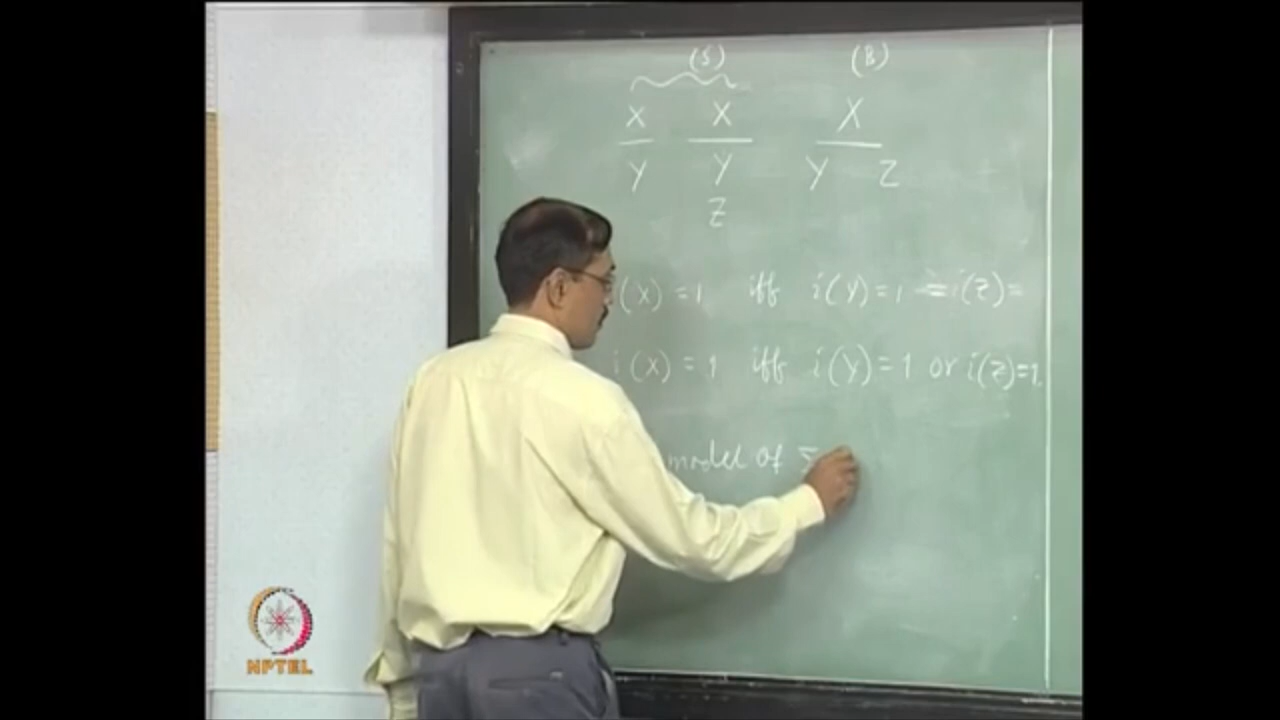 (S) (B)
X X X
Y Y Y Z
Z
i(X) = 1 iff i(Y) = 1 = i(Z) =
i(X) = 1 iff i(Y) = 1 or i(Z) = 1.
model of Σ
NPTEL